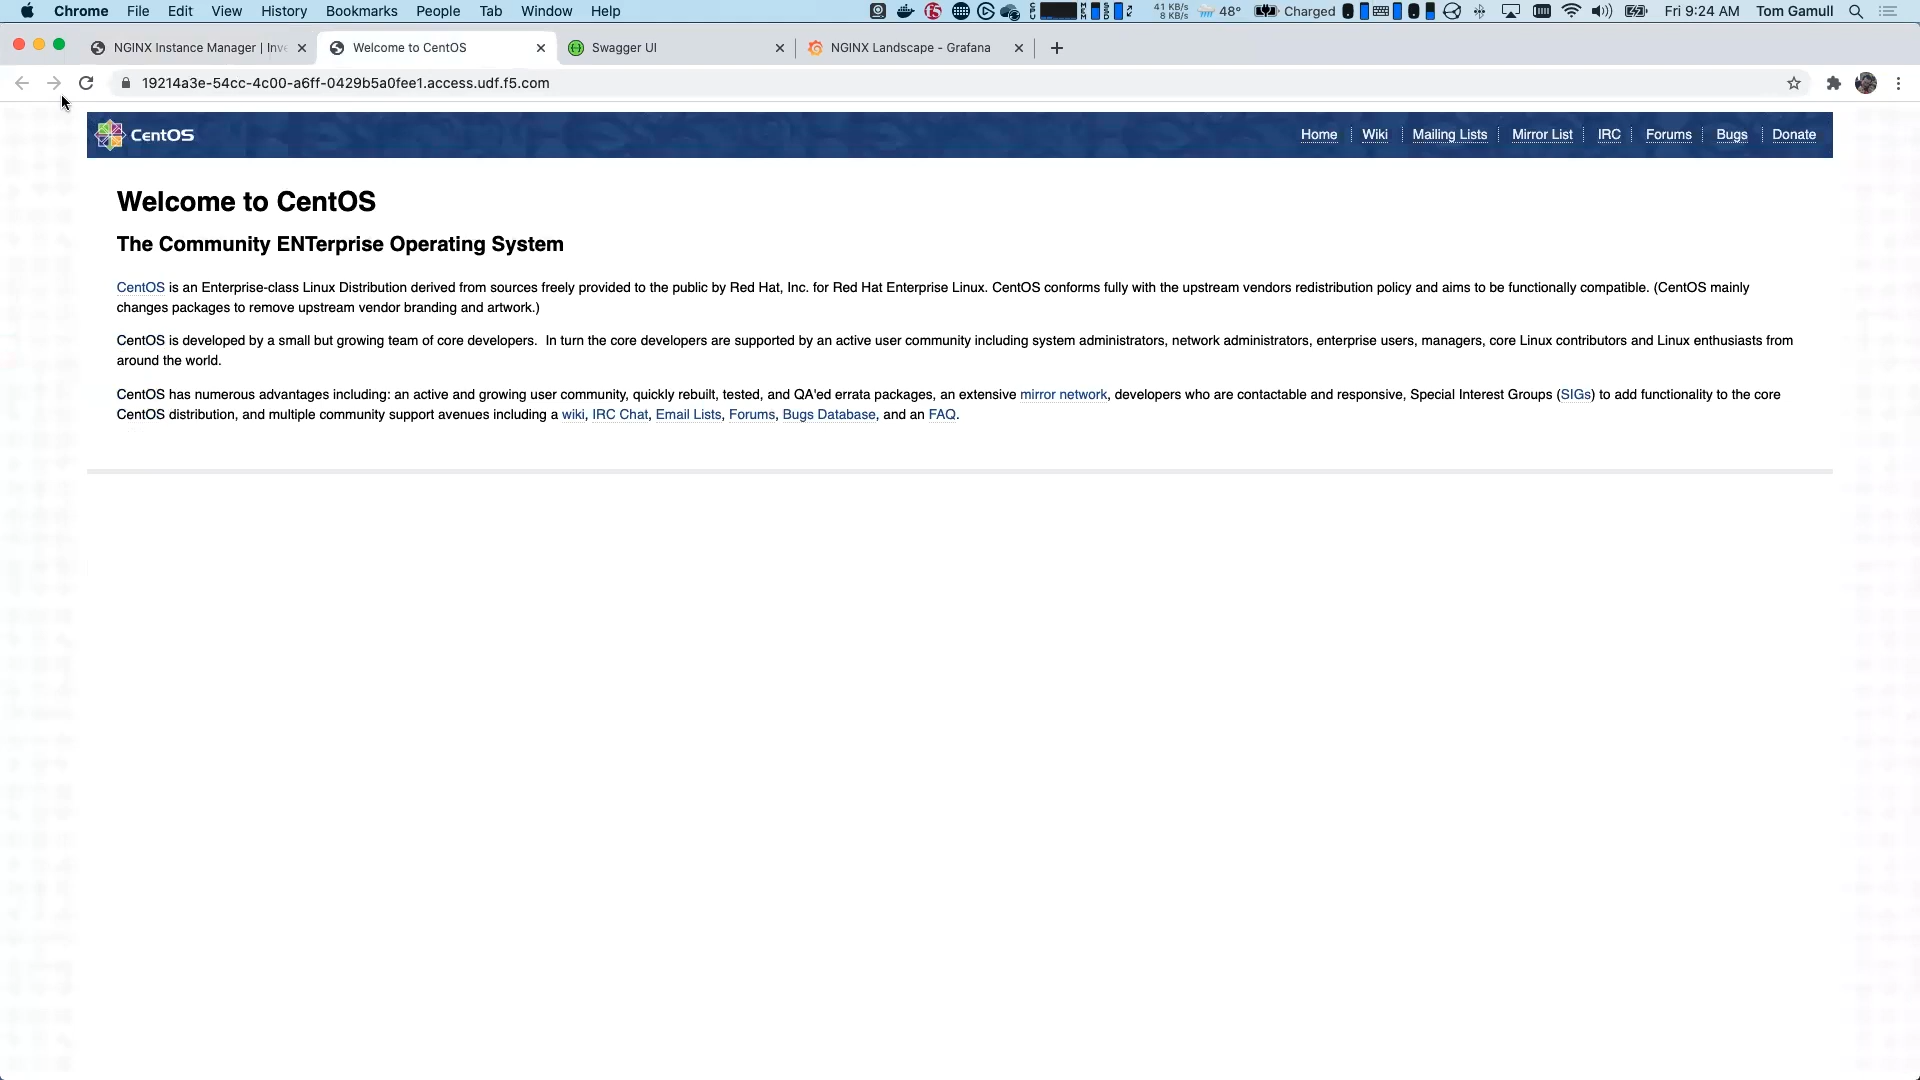 Chrome File Edit View History Bookmarks People Tab Window Help 41 KB/s 8 KB/s 48° Charged Fri 9:24 AM Tom Gamull
NGINX Instance Manager | Inve Welcome to CentOS Swagger UI NGINX Landscape - Grafana
19214a3e-54cc-4c00-a6ff-0429b5a0fee1.access.udf.f5.com
CentOS Home Wiki Mailing Lists Mirror List IRC Forums Bugs Donate
Welcome to CentOS
The Community ENTerprise Operating System
CentOS is an Enterprise-class Linux Distribution derived from sources freely provided to the public by Red Hat, Inc. for Red Hat Enterprise Linux. CentOS conforms fully with the upstream vendors redistribution policy and aims to be functionally compatible. (CentOS mainly
changes packages to remove upstream vendor branding and artwork.)
CentOS is developed by a small but growing team of core developers. In turn the core developers are supported by an active user community including system administrators, network administrators, enterprise users, managers, core Linux contributors and Linux enthusiasts from
around the world.
CentOS has numerous advantages including: an active and growing user community, quickly rebuilt, tested, and QA'ed errata packages, an extensive mirror network, developers who are contactable and responsive, Special Interest Groups (SIGs) to add functionality to the core
CentOS distribution, and multiple community support avenues including a wiki, IRC Chat, Email Lists, Forums, Bugs Database, and an FAQ.